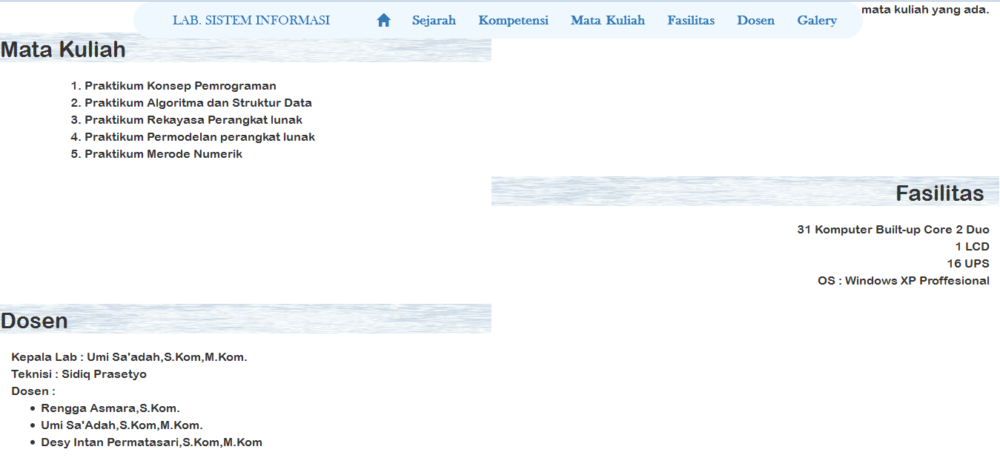 mata kuliah yang ada.
LAB. SISTEM INFORMASI Sejarah Kompetensi Mata Kuliah Fasilitas Dosen Galery
Mata Kuliah
1. Praktikum Konsep Pemrograman
2. Praktikum Algoritma dan Struktur Data
3. Praktikum Rekayasa Perangkat lunak
4. Praktikum Permodelan perangkat lunak
5. Praktikum Merode Numerik
Fasilitas
31 Komputer Built-up Core 2 Duo
1 LCD
16 UPS
OS : Windows XP Proffesional
Dosen
Kepala Lab : Umi Sa'adah,S.Kom,M.Kom.
Teknisi : Sidiq Prasetyo
Dosen :
• Rengga Asmara,S.Kom.
• Umi Sa'Adah,S.Kom,M.Kom.
• Desy Intan Permatasari,S.Kom,M.Kom